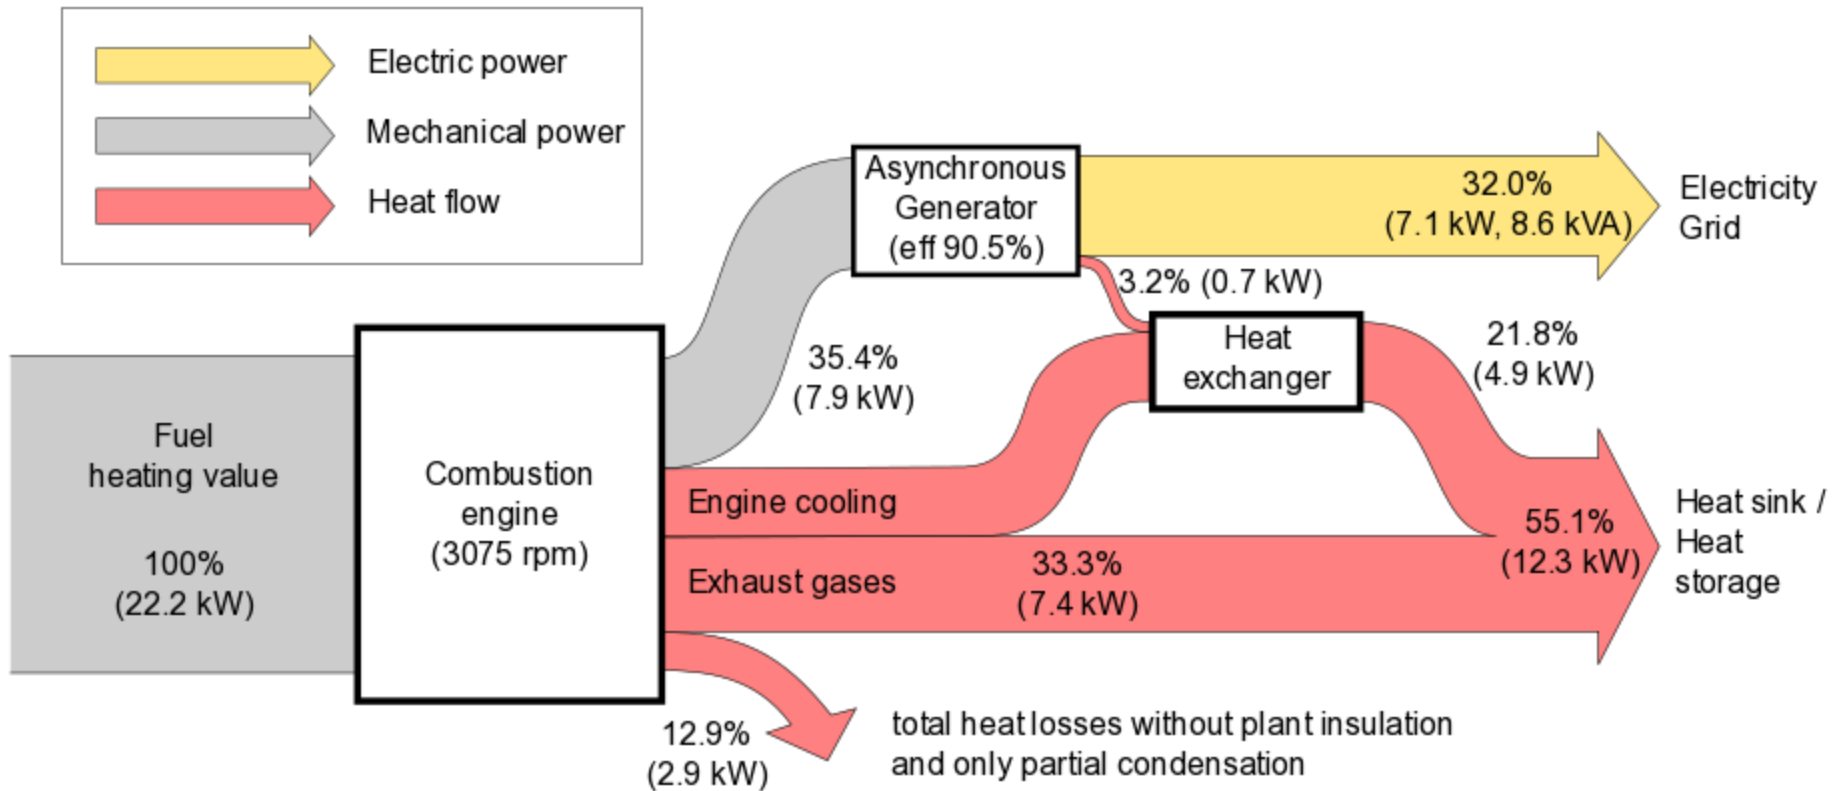 Electric power
Mechanical power
Heat flow
Asynchronous
Generator
(eff 90.5%)
32.0%
(7.1 kW, 8.6 kVA)
Electricity
Grid
3.2% (0.7 kW)
Heat
exchanger
21.8%
(4.9 kW)
35.4%
(7.9 kW)
Fuel
heating value
100%
(22.2 kW)
Combustion
engine
(3075 rpm)
Engine cooling
Exhaust gases
33.3%
(7.4 kW)
55.1%
(12.3 kW)
Heat sink /
Heat
storage
12.9%
(2.9 kW)
total heat losses without plant insulation
and only partial condensation